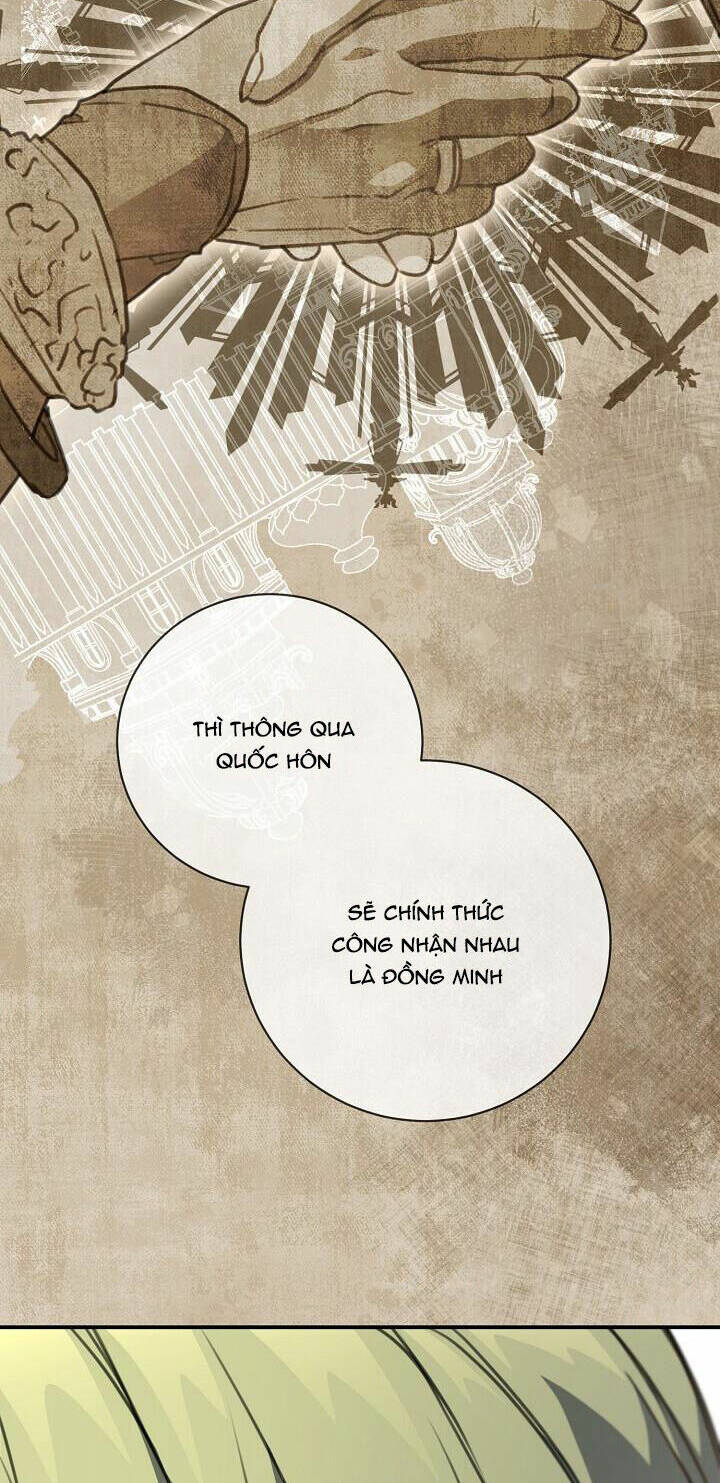 THÌ THÔNG QUA
QUỐC HÔN
SẼ CHÍNH THỨC
CÔNG NHẬN NHAU
LÀ ĐỒNG MINH